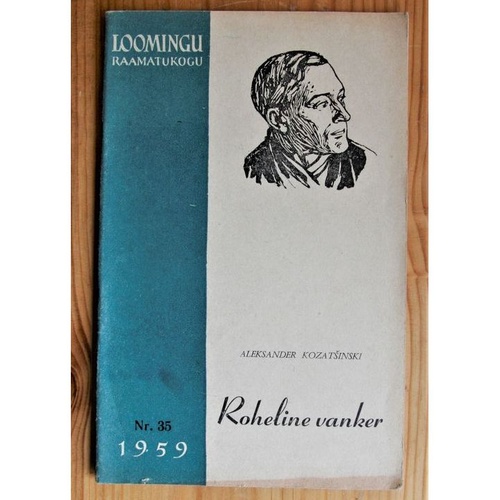 LOOMINGU
RAAMATUKOGU
ALEKSANDER KOZATŠINSKI
Roheline vanker
Nr. 35
1959